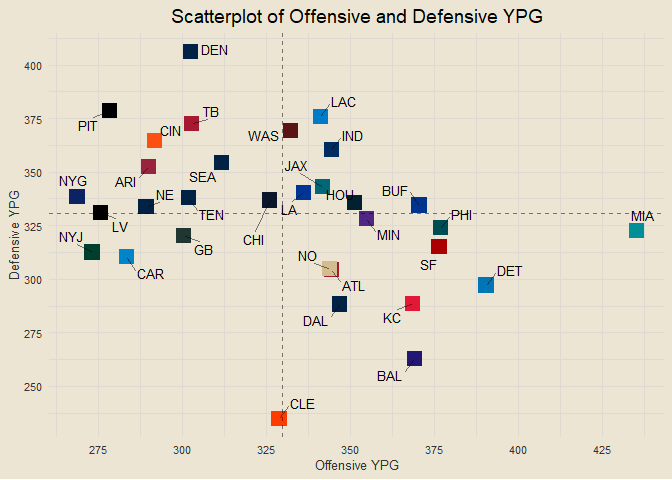 Scatterplot of Offensive and Defensive YPG
DEN
400
LAC
PIT
TB
375
CIN
WAS
IND
350
ARI
SEA
JAX
NYG
NE
HOU
BUF
LA
TEN
PHI
MIA
325
LV
CHI
MIN
NYJ
GB
SF
300
CAR
NO
ATL
DET
DAL
KC
275
BAL
250
CLE
Defensive YPG
275
300
325
350
375
400
425
Offensive YPG